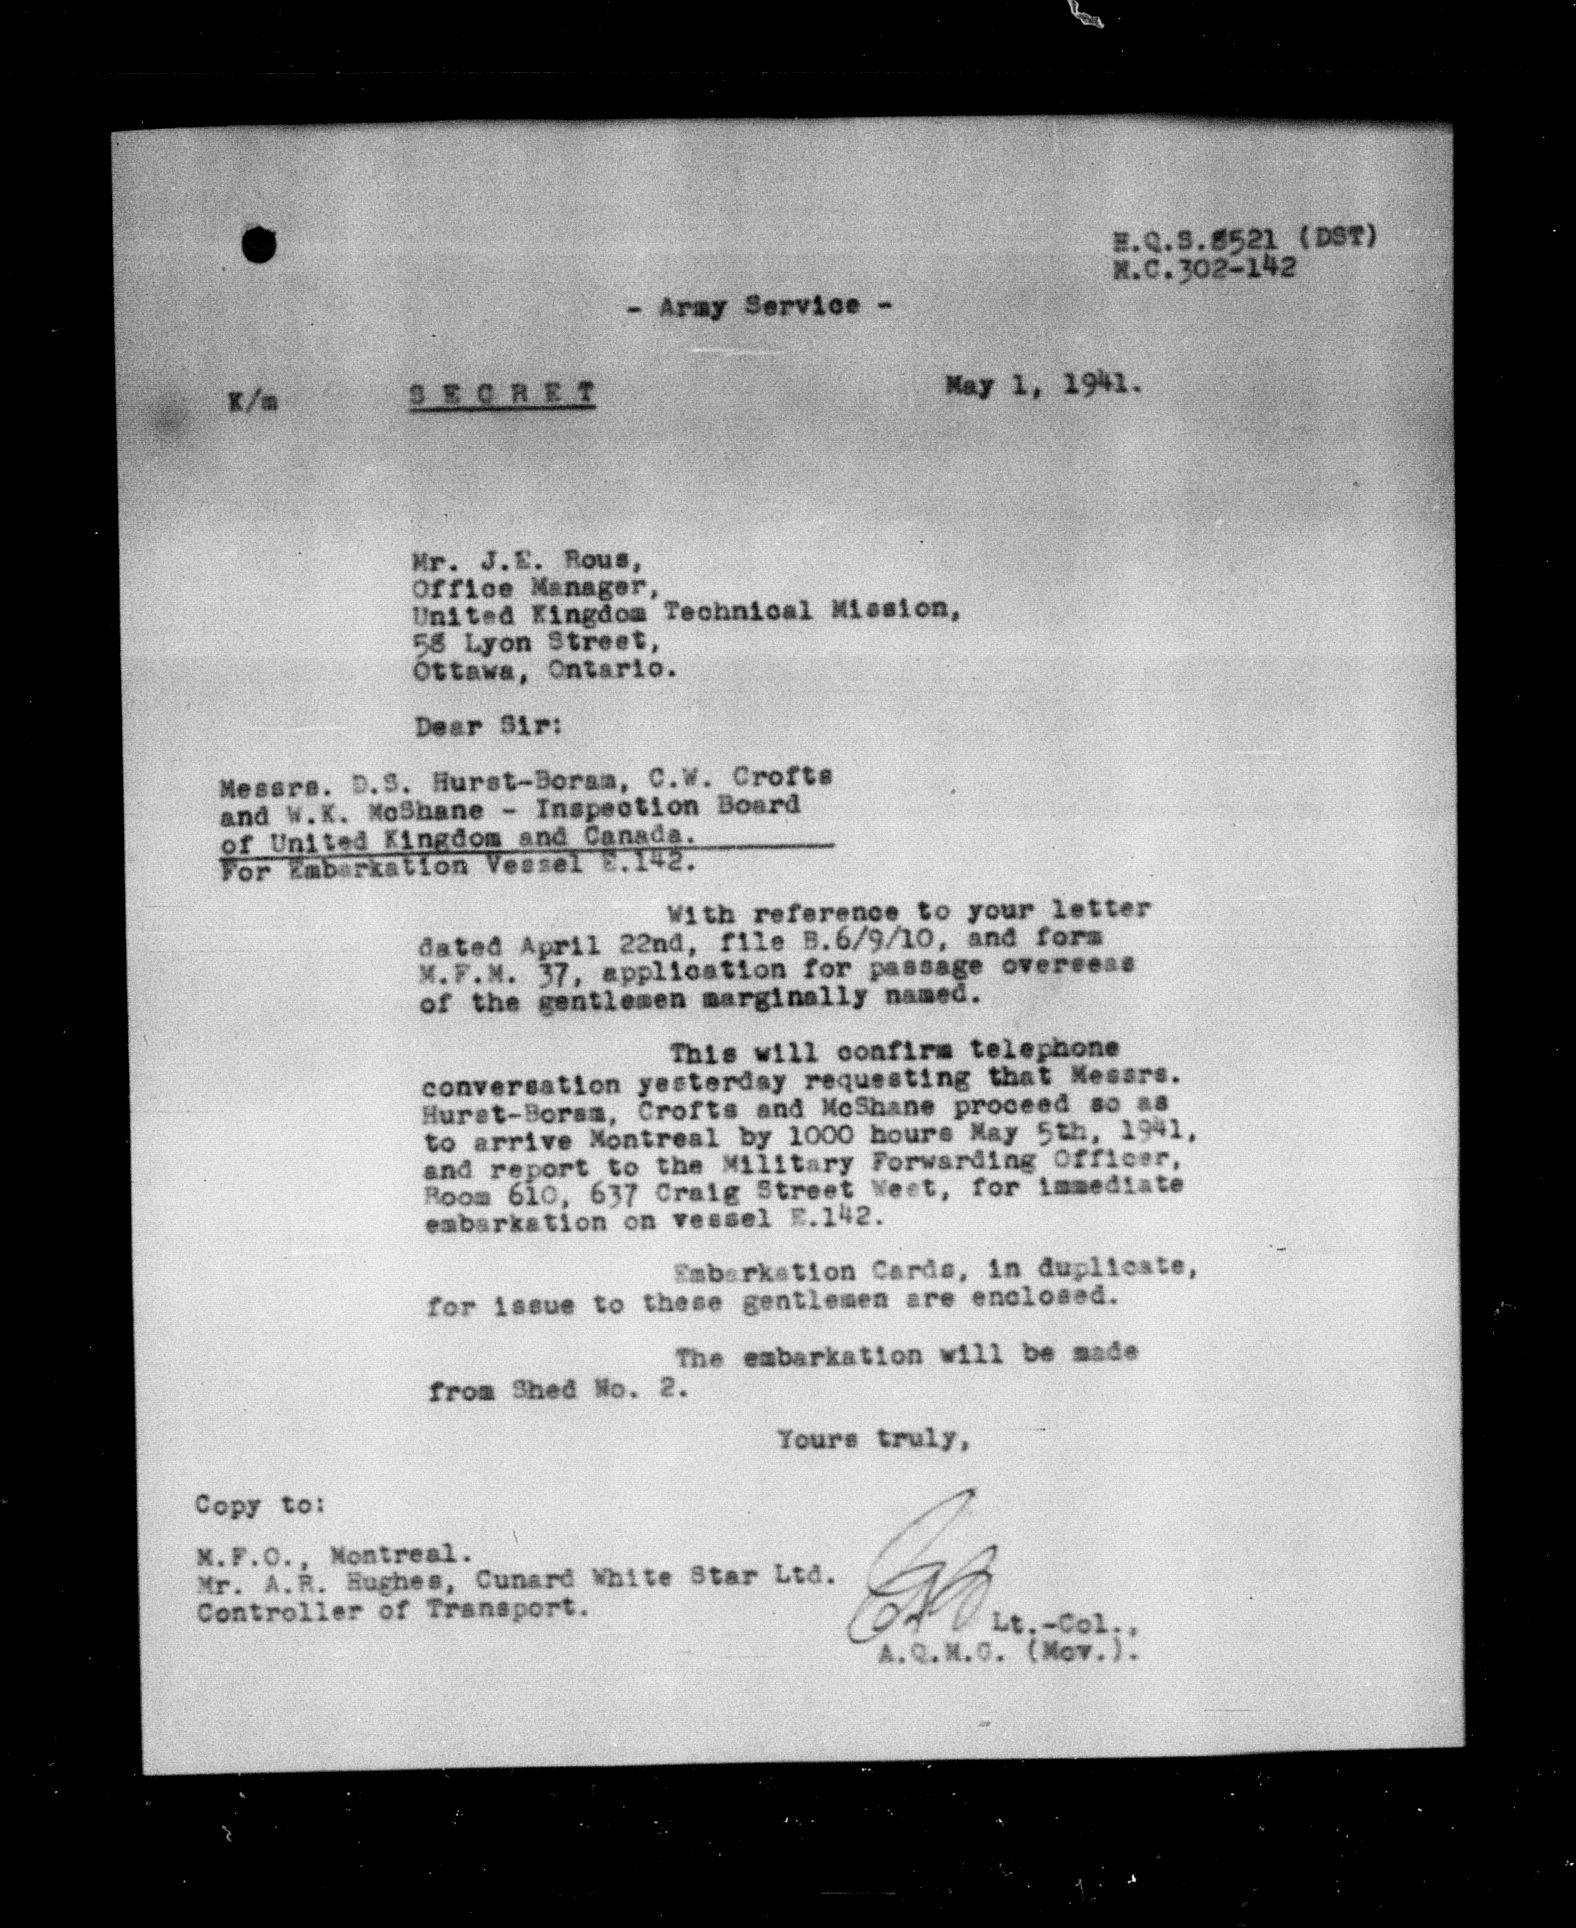 H.Q.S.8521 (DST)
M.C.302-142
- Army Service -
K/m
S E C R E T
May 1, 1941.
Mr. J.E. Rous,
Office Manager,
United Kingdom Technical Mission,
58 Lyon Street,
Ottawa, Ontario.
Dear Sir:
Messrs. D.S. Hurst-Boram, C.W. Crofts
and W.K. McShane - Inspection Board
of United Kingdom and Canada.
For Embarkation Vessel E.142.
With reference to your letter
dated April 22nd, file B.6/9/10, and form
M.F.M. 37, application for passage overseas
of the gentlemen marginally named.
This will confirm telephone
conversation yesterday requesting that Messrs.
Hurst-Boram, Crofts and McShane proceed so as
to arrive Montreal by 1000 hours May 5th, 1941,
and report to the Military Forwarding Officer,
Room 610, 637 Craig Street West, for immediate
embarkation on vessel E.142.
Embarkation Cards, in duplicate,
for issue to these gentlemen are enclosed.
The embarkation will be made
from Shed No. 2.
Yours truly,
Copy to:
M.F.O., Montreal.
Mr. A.R. Hughes, Cunard White Star Ltd.
Controller of Transport.
Lt.-Col.,
A.Q.M.G. (Mov.).